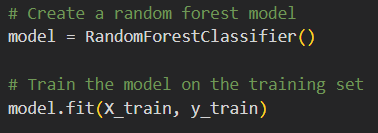 # Create a random forest model
model = RandomForestClassifier()

# Train the model on the training set
model.fit(X_train, y_train)